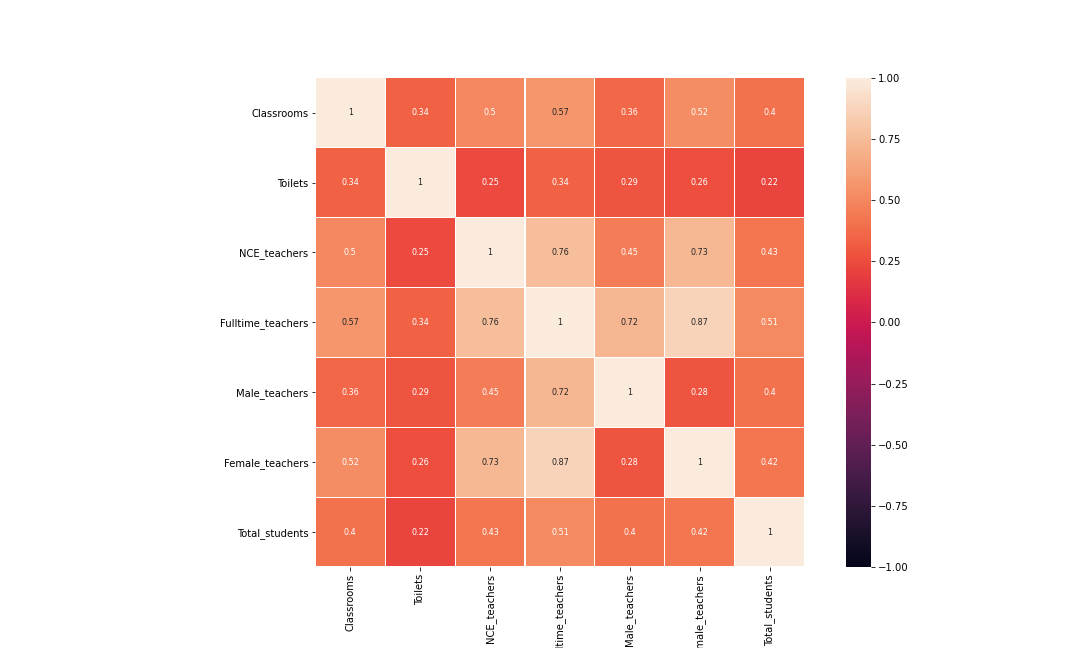 Classrooms 1 0.34 0.5 0.57 0.36 0.52 0.4
Toilets 0.34 1 0.25 0.34 0.29 0.26 0.22
NCE_teachers 0.5 0.25 1 0.76 0.45 0.73 0.43
Fulltime_teachers 0.57 0.34 0.76 1 0.72 0.87 0.51
Male_teachers 0.36 0.29 0.45 0.72 1 0.28 0.4
Female_teachers 0.52 0.26 0.73 0.87 0.28 1 0.42
Total_students 0.4 0.22 0.43 0.51 0.4 0.42 1
Classrooms
Toilets
NCE_teachers
ltime_teachers
Male_teachers
male_teachers
Total_students
1.00
0.75
0.50
0.25
0.00
−0.25
−0.50
−0.75
−1.00